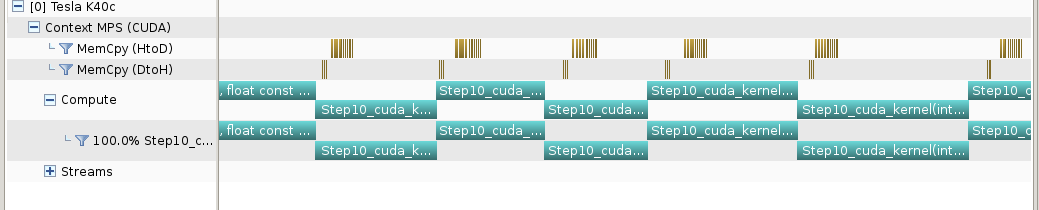 [0] Tesla K40c
Context MPS (CUDA)
MemCpy (HtoD)
MemCpy (DtoH)
Compute
, float const ... Step10_cuda_... Step10_cuda_kernel... Step10_c
Step10_cuda_k... Step10_cuda... Step10_cuda_kernel(int...
100.0% Step10_c...
, float const ... Step10_cuda_... Step10_cuda_kernel... Step10_c
Step10_cuda_k... Step10_cuda... Step10_cuda_kernel(int...
Streams